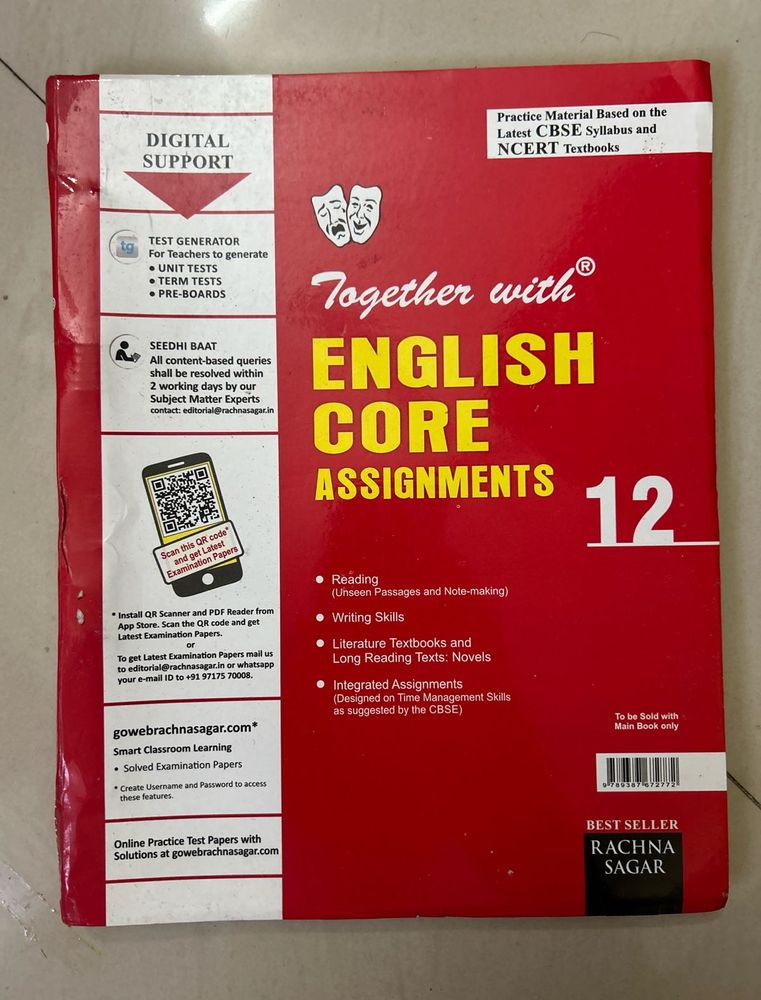 DIGITAL
SUPPORT
tg
TEST GENERATOR
For Teachers to generate
• UNIT TESTS
• TERM TESTS
• PRE-BOARDS
SEEDHI BAAT
All content-based queries
shall be resolved within
2 working days by our
Subject Matter Experts
contact: editorial@rachnasagar.in
Scan this QR code*
and get Latest
Examination Papers
* Install QR Scanner and PDF Reader from
App Store. Scan the QR code and get
Latest Examination Papers.
or
To get Latest Examination Papers mail us
to editorial@rachnasagar.in or whatsapp
your e-mail ID to +91 97175 70008.
gowebrachnasagar.com*
Smart Classroom Learning
• Solved Examination Papers
* Create Username and Password to access
these features.
Online Practice Test Papers with
Solutions at gowebrachnasagar.com
Practice Material Based on the
Latest CBSE Syllabus and
NCERT Textbooks
Together with®
ENGLISH
CORE
ASSIGNMENTS
12
• Reading
(Unseen Passages and Note-making)
• Writing Skills
• Literature Textbooks and
Long Reading Texts: Novels
• Integrated Assignments
(Designed on Time Management Skills
as suggested by the CBSE)
To be Sold with
Main Book only
9 789387 672772
BEST SELLER
RACHNA
SAGAR